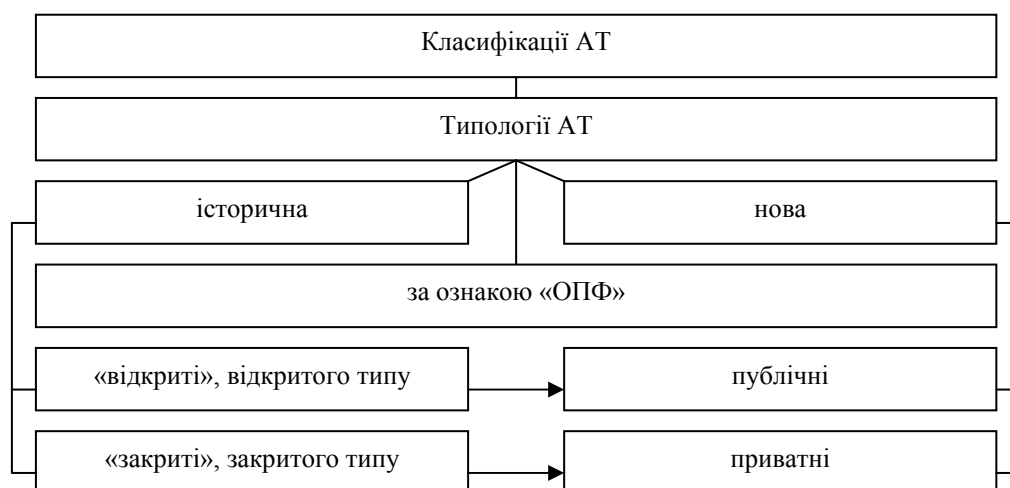 Класифікації АТ
Типології АТ
історична
нова
за ознакою «ОПФ»
«відкриті», відкритого типу
публічні
«закриті», закритого типу
приватні